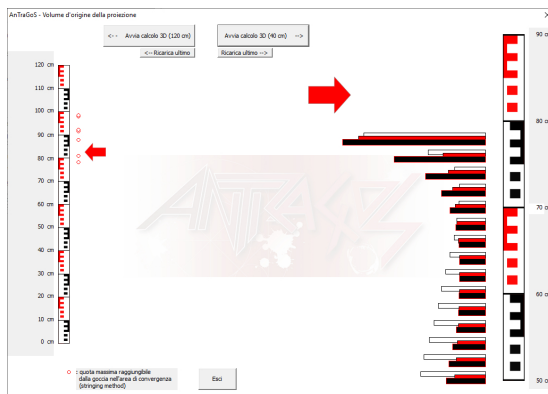 AnTraGoS - Volume d'origine della proiezione
<-- Avvia calcolo 3D (120 cm)
Avvia calcolo 3D (40 cm) -->
<-- Ricarica ultimo
Ricarica ultimo -->
120 cm
110 cm
100 cm
90 cm
80 cm
70 cm
60 cm
50 cm
40 cm
30 cm
20 cm
10 cm
0 cm
90 c
80 c
70 c
60 c
50 c
ANTRAGOS
: quota massima raggiungibile
dalla goccia nell'area di convergenza
(stringing method)
Esci